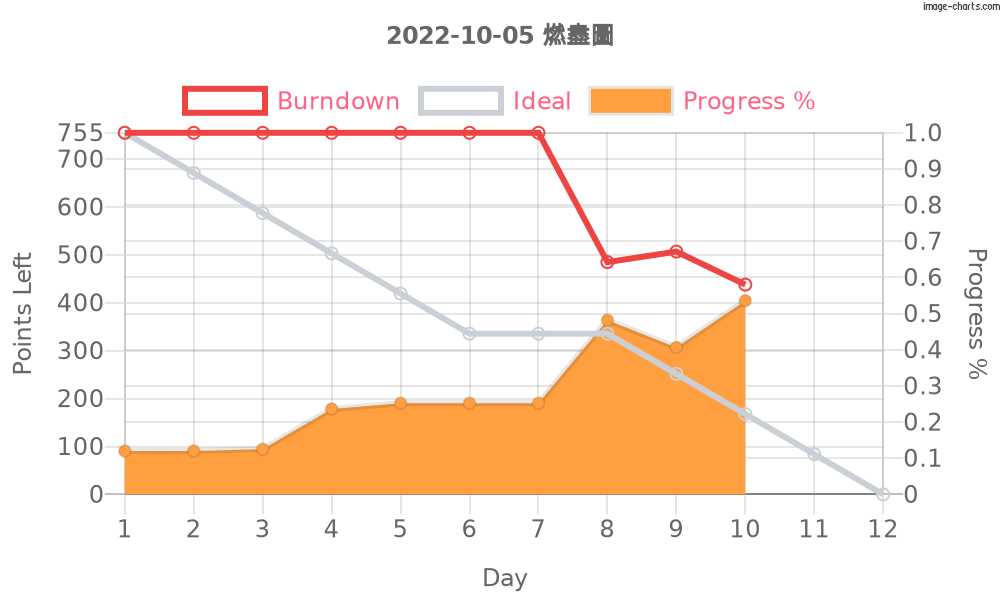 image-charts.com
2022-10-05 燃盡圖
Burndown Ideal Progress %
755 1.0
700 0.9
600 0.8
500 0.7
400 0.6
300 0.5
200 0.4
100 0.3
0 0.2
0.1
0
Points Left
Progress %
1 2 3 4 5 6 7 8 9 10 11 12
Day